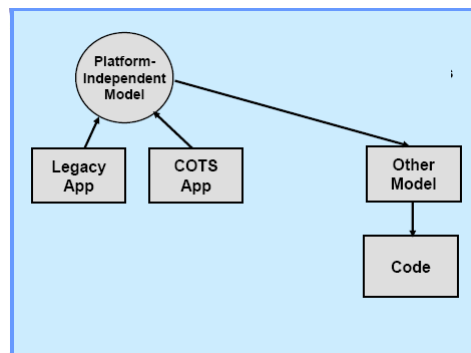 Platform-
Independent
Model
Legacy
App
COTS
App
Other
Model
Code